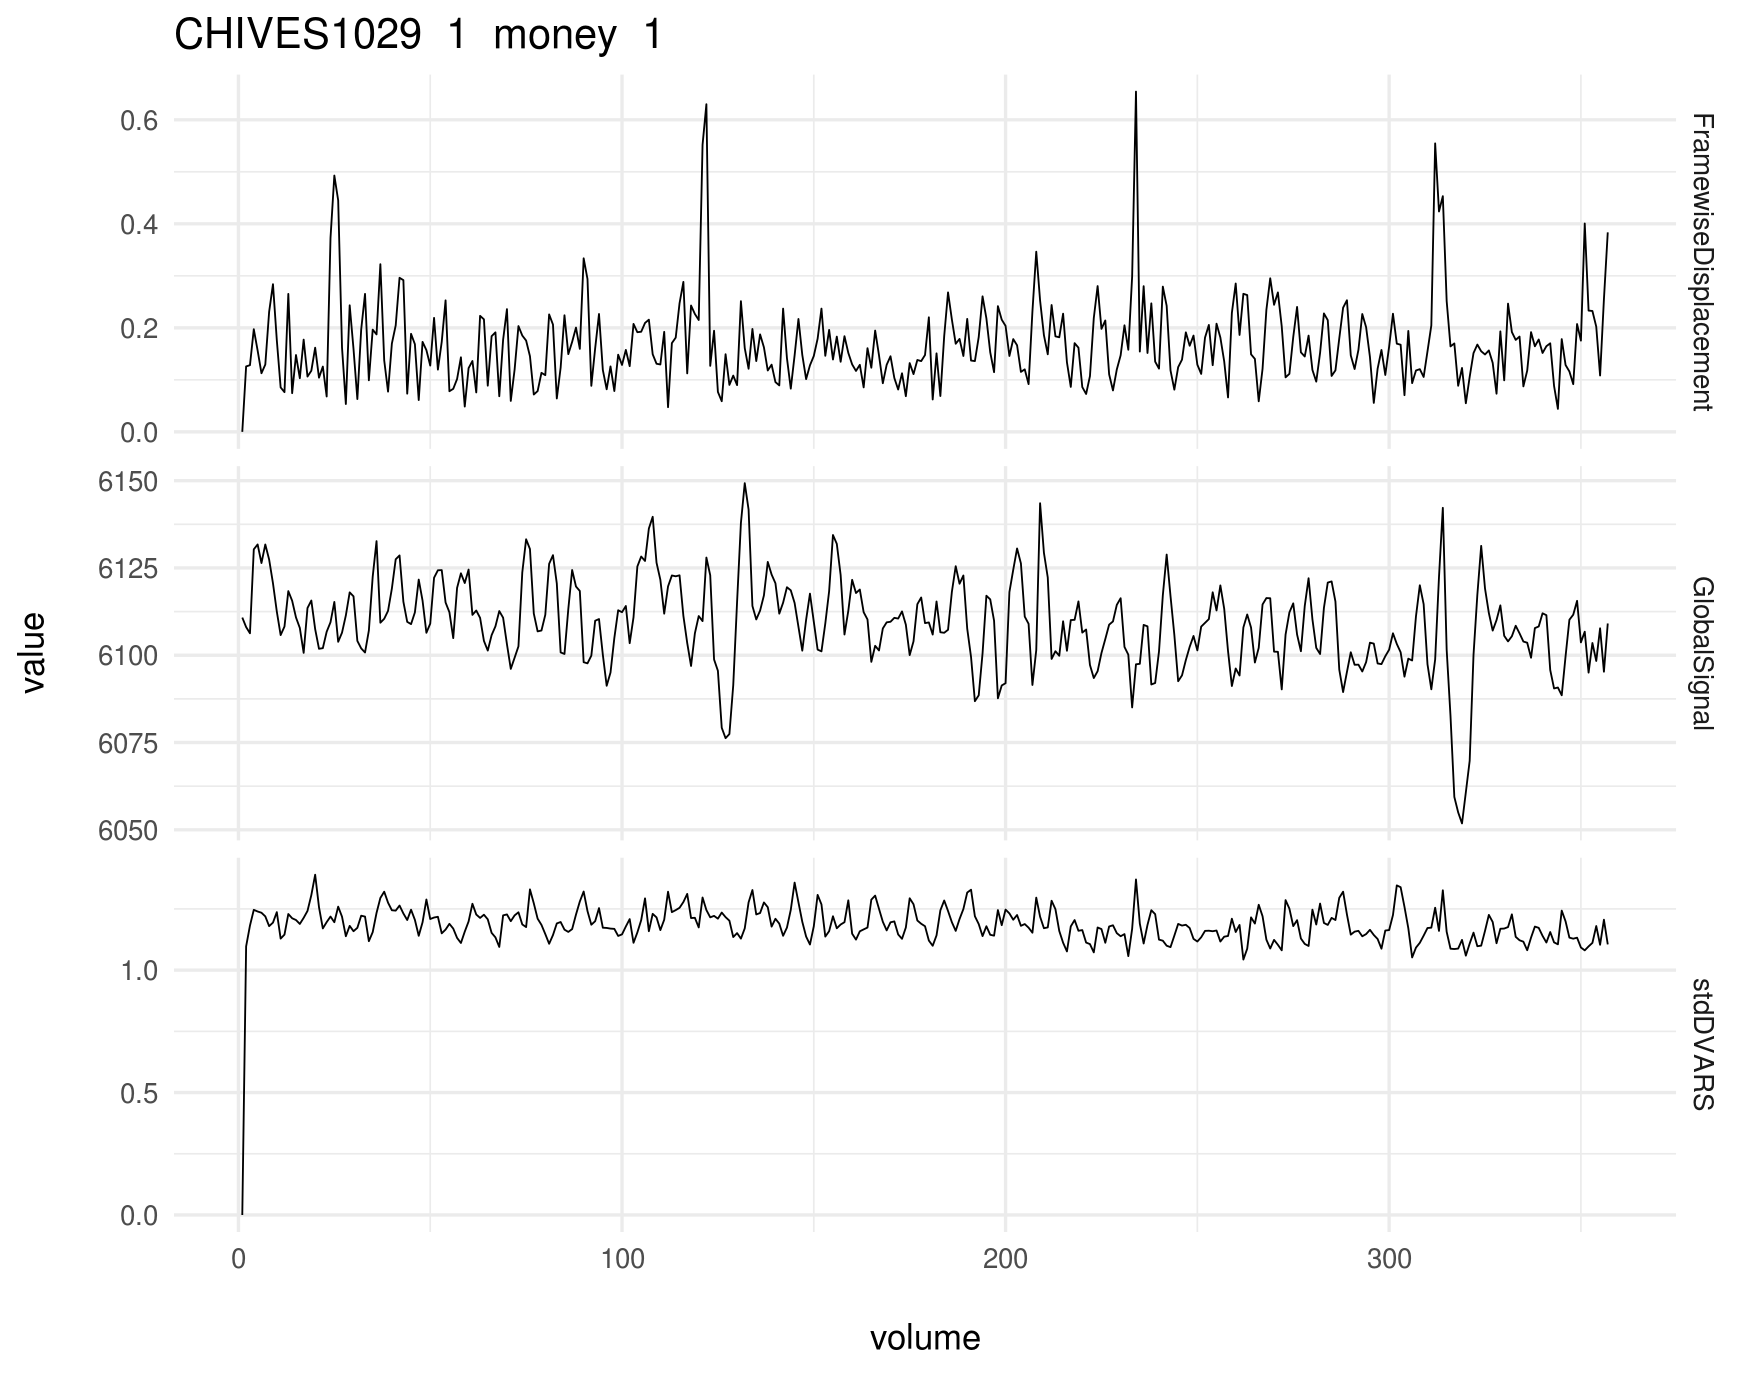 CHIVES1029 1 money 1
0.6
0.4
0.2
0.0
FramewiseDisplacement
6150
6125
6100
6075
6050
GlobalSignal
value
1.0
0.5
0.0
stdDVARS
0 100 200 300
volume